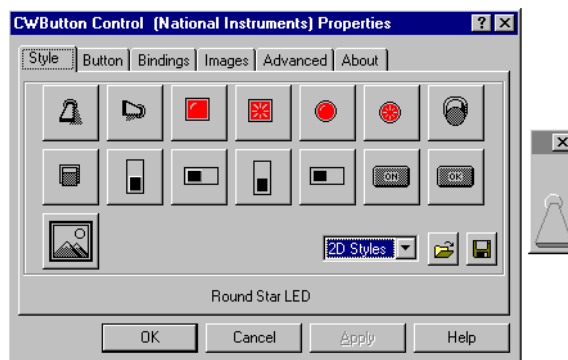 CWButton Control (National Instruments) Properties
Style Button Bindings Images Advanced About
ON OK
2D Styles
Round Star LED
OK Cancel Apply Help